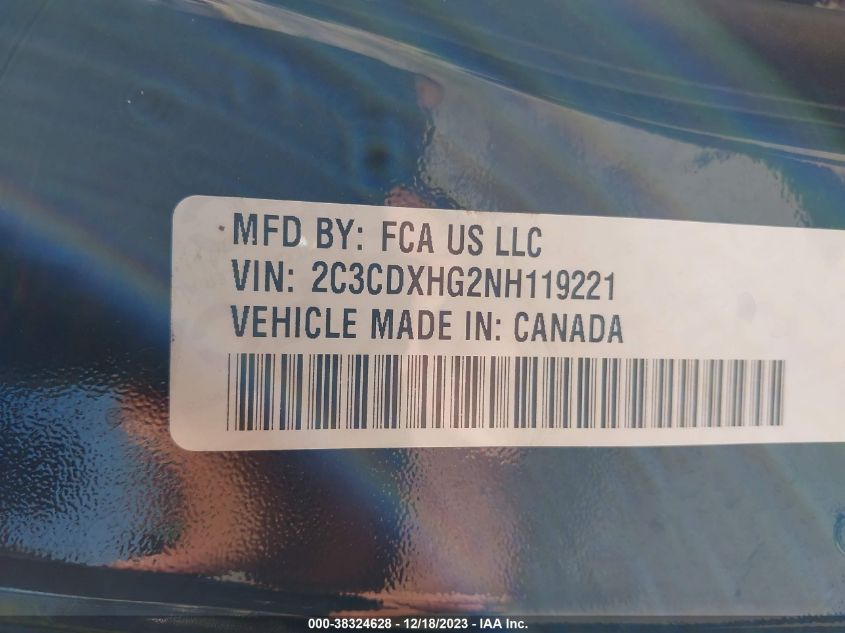 MFD BY: FCA US LLC
VIN: 2C3CDXHG2NH119221
VEHICLE MADE IN: CANADA
000-38324628 - 12/18/2023 - IAA Inc.